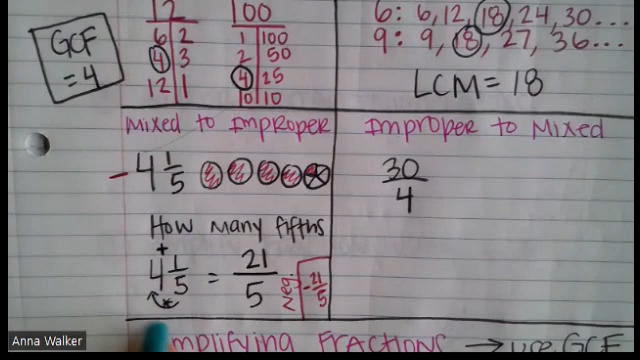 12 100
GCF = 4
6 | 2
4 | 3
12 | 1
1 | 100
2 | 50
4 | 25
10 | 10
6: 6, 12, 18, 24, 30...
9: 9, 18, 27, 36...
LCM = 18
Mixed to Improper
- 4 1/5
How many fifths
+
4 1/5 = 21/5
*
Neg. -21/5
Improper to Mixed
30/4
Simplifying Fractions → use GCF
Anna Walker